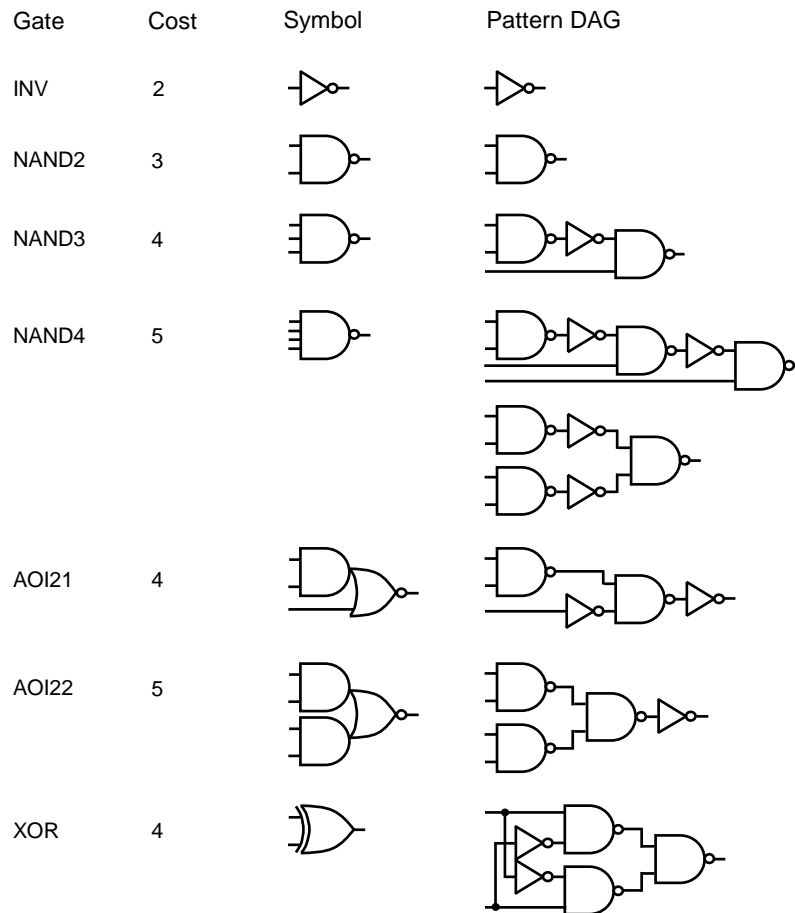 Gate Cost Symbol Pattern DAG
INV 2
NAND2 3
NAND3 4
NAND4 5
AOI21 4
AOI22 5
XOR 4